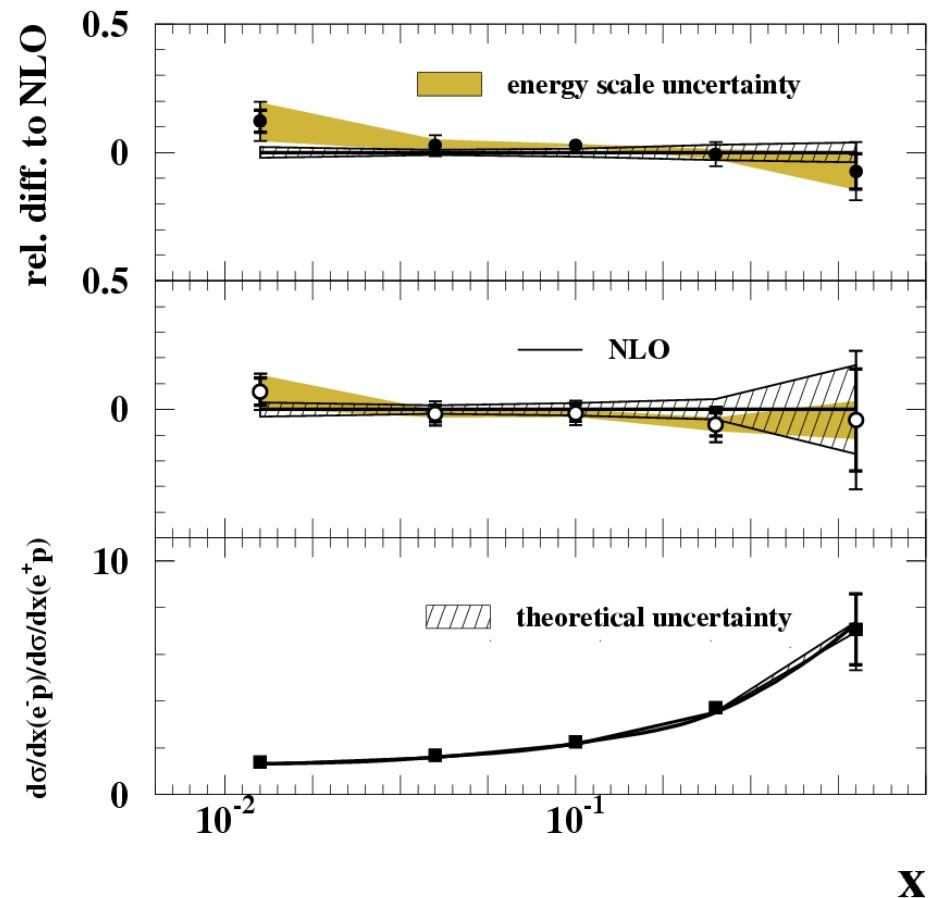 0.5
energy scale uncertainty
0
rel. diff. to NLO
0.5
NLO
0
10
theoretical uncertainty
dσ/dx(e⁻p)/dσ/dx(e⁺p)
0
10⁻² 10⁻¹
x